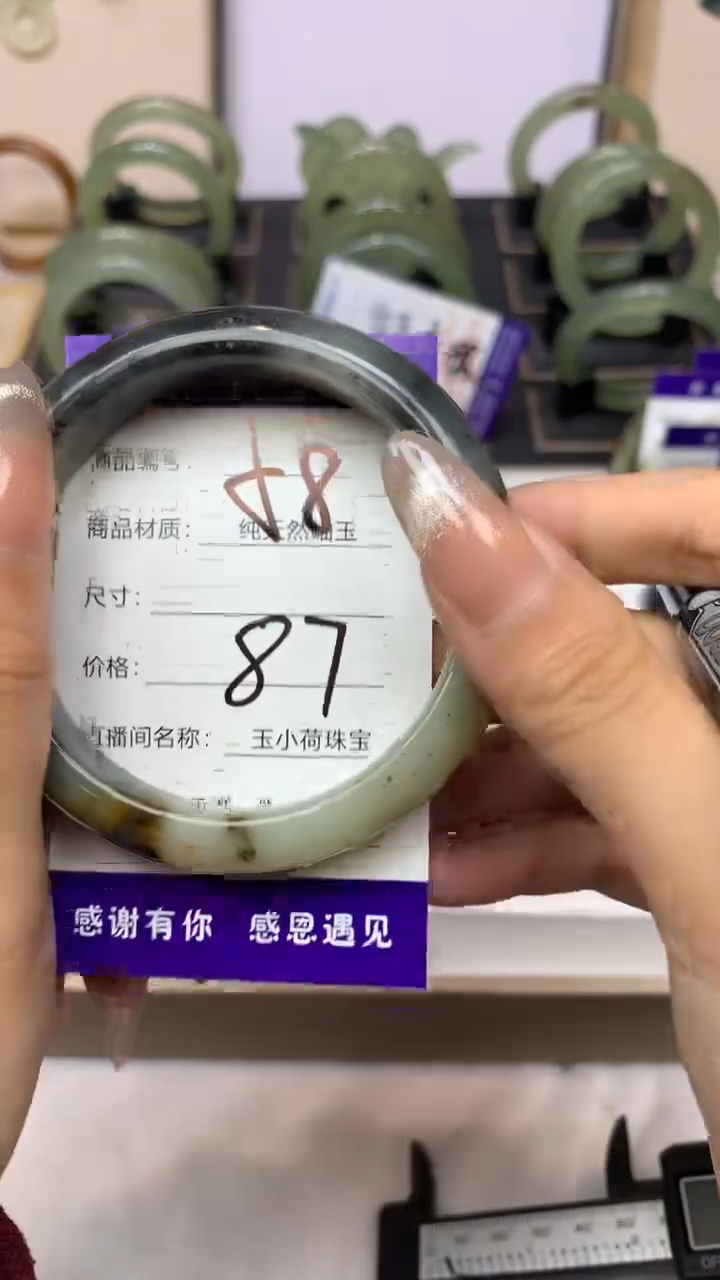 商品编号:
商品材质: 纯天然岫玉
尺寸:
价格: 87
直播间名称: 玉小荷珠宝
感谢有你 感恩遇见